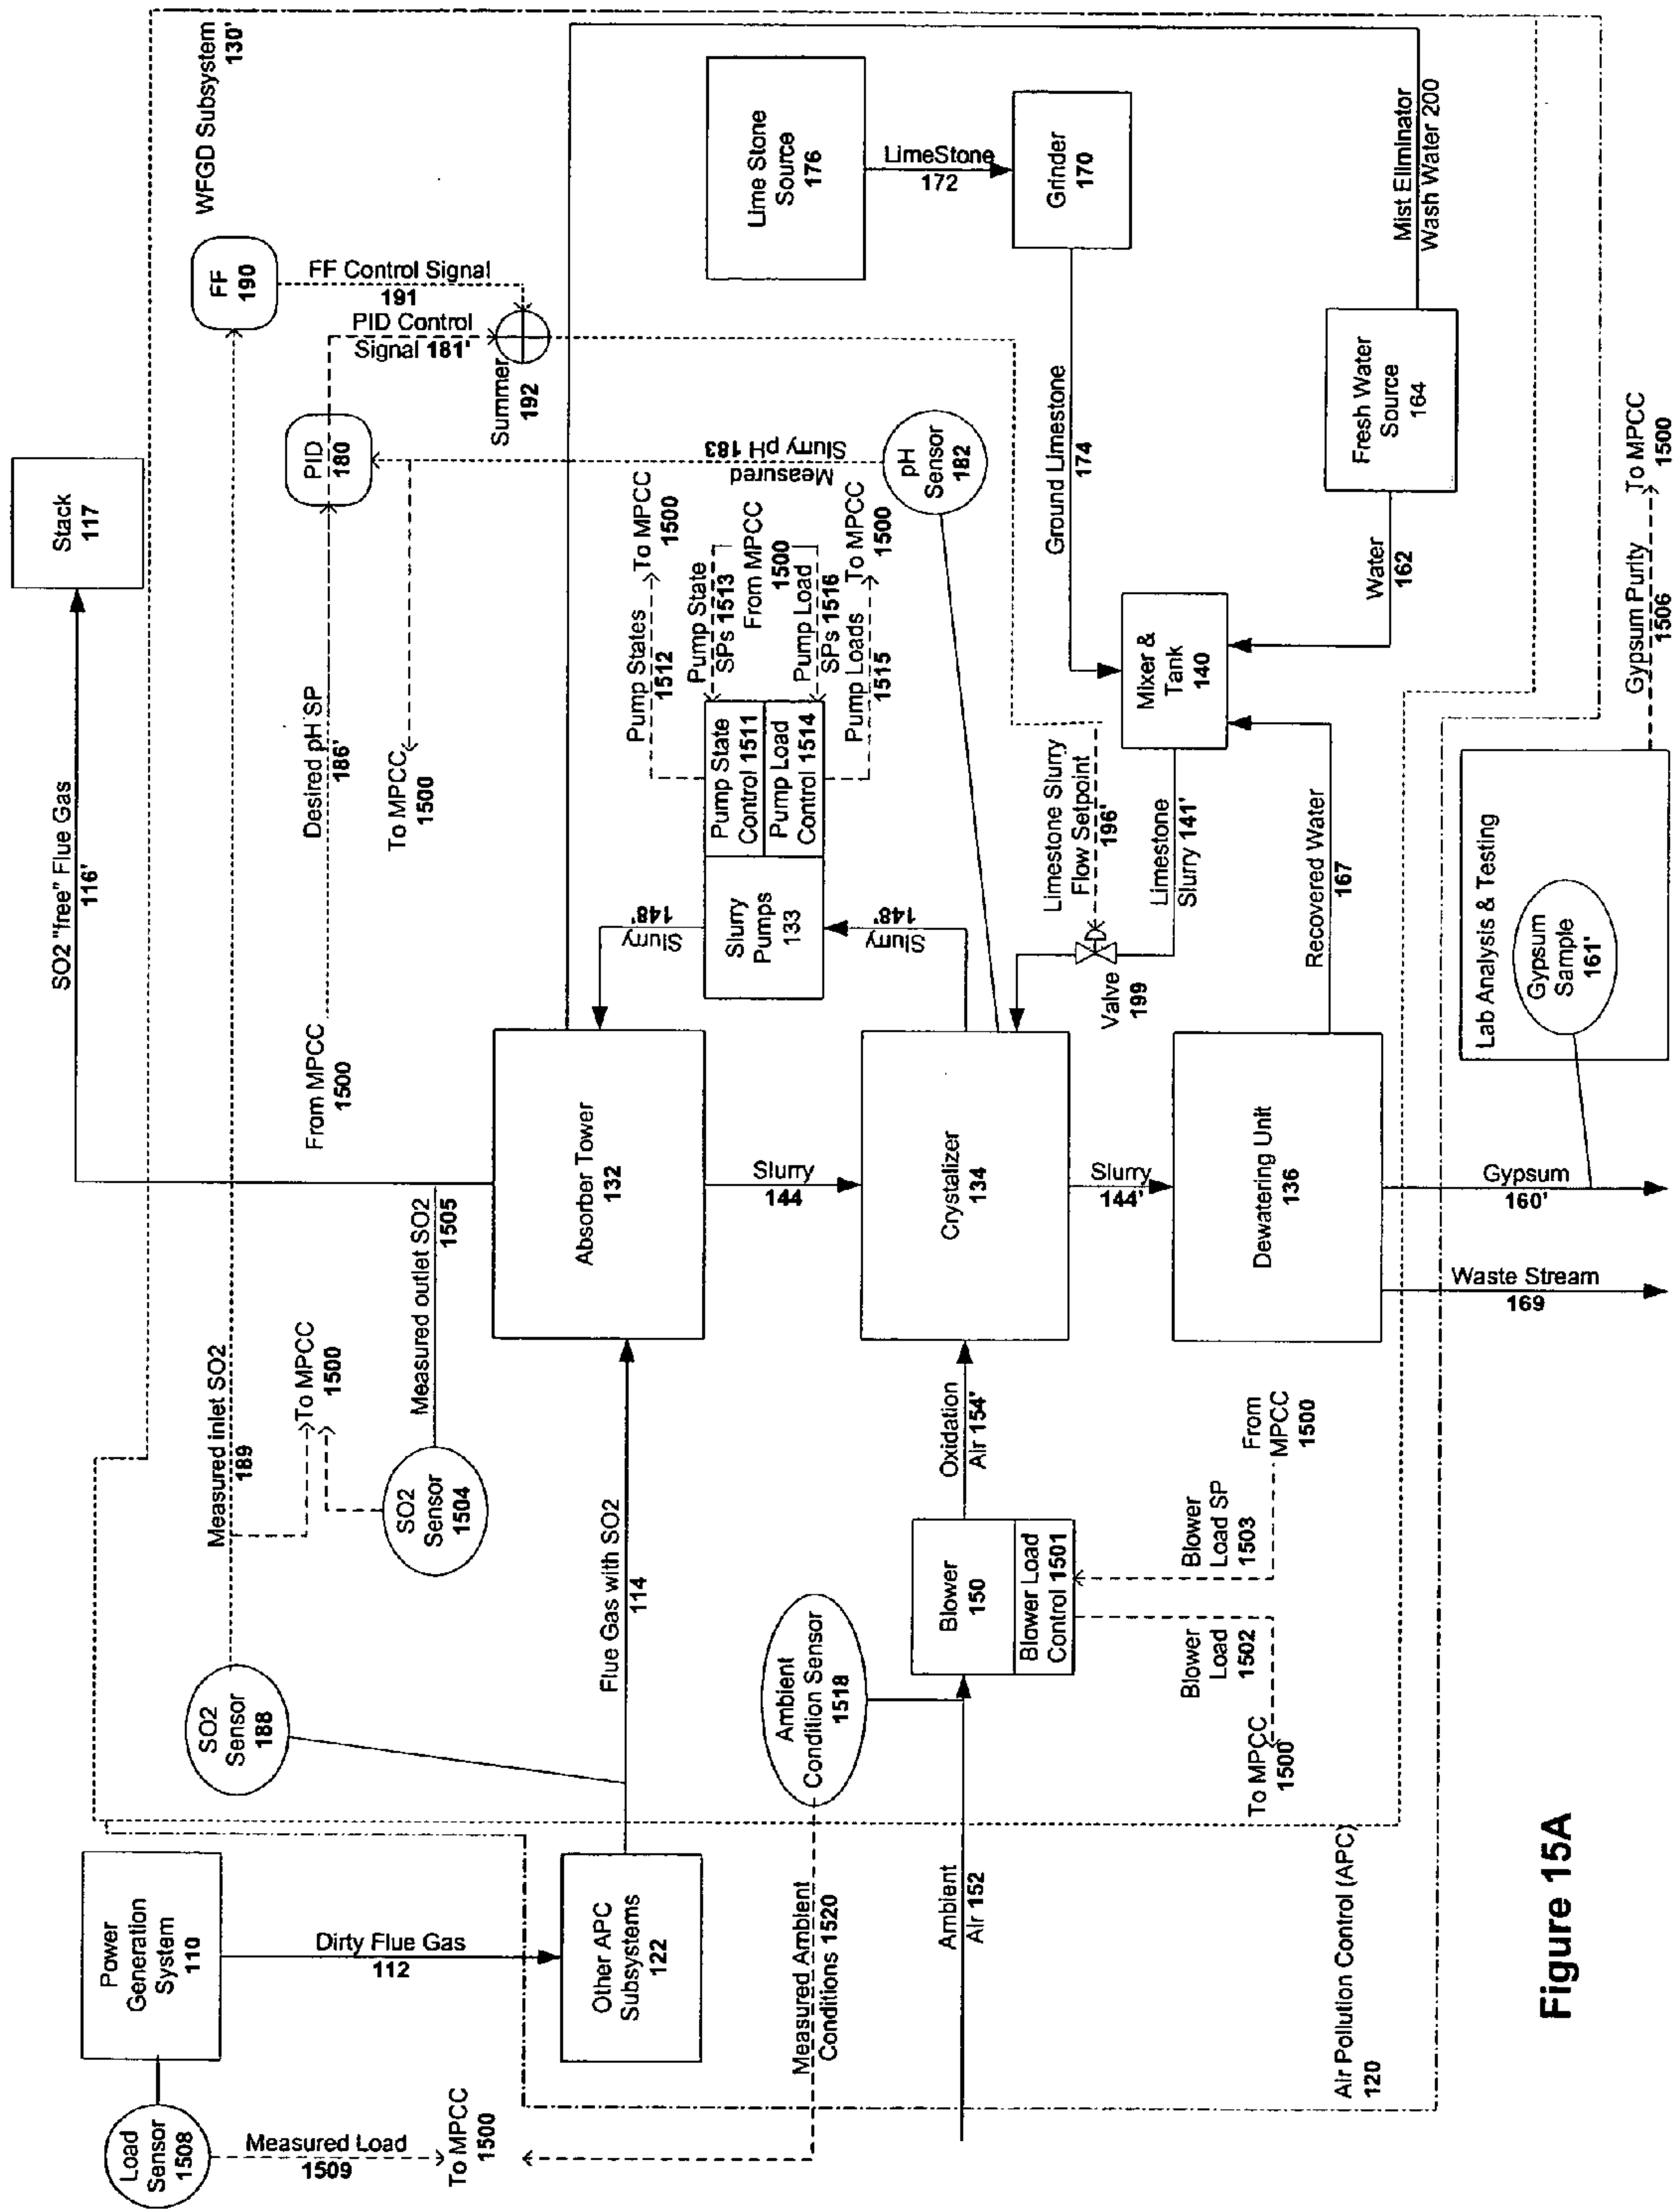 Load
Sensor
1508
Measured Load
1509
To MPCC
1500
Power
Generation
System
110
Dirty Flue Gas
112
Other APC
Subsystems
122
Measured Ambient
Conditions 1520
Ambient
Air 152
Air Pollution Control (APC)
120
SO2
Sensor
188
Measured inlet SO2
189
To MPCC
1500
SO2
Sensor
1504
Measured outlet SO2
1505
Flue Gas with SO2
114
Ambient
Condition Sensor
1518
Blower
150
Blower Load
Control 1501
Oxidation
Air 154'
Blower
Load
1502
To MPCC
1500
Blower
Load SP
1503
From
MPCC
1500
SO2 "free" Flue Gas
116'
Stack
117
WFGD Subsystem
130'
From MPCC
1500
Desired pH SP
186'
To MPCC
1500
PID
180
FF
190
FF Control Signal
191
PID Control
Signal 181'
Summer
192
Absorber Tower
132
Slurry
144
Slurry
148'
Slurry
148'
Slurry
Pumps
133
Pump State
Control 1511
Pump Load
Control 1514
Pump States
1512
To MPCC
1500
Pump State
SPs 1513
From MPCC
1500
Pump Load
SPs 1516
Pump Loads
1515
To MPCC
1500
Measured
Slurry pH 183
pH
Sensor
182
Lime Stone
Source
176
LimeStone
172
Grinder
170
Ground Limestone
174
Crystalizer
134
Slurry
144'
Valve
199
Limestone Slurry
Flow Setpoint
196'
Limestone
Slurry 141'
Mixer &
Tank
140
Water
162
Fresh Water
Source
164
Mist Eliminator
Wash Water 200
Dewatering Unit
136
Recovered Water
167
Waste Stream
169
Gypsum
160'
Lab Analysis & Testing
Gypsum
Sample
161'
Gypsum Purity
1506
To MPCC
1500
Figure 15A